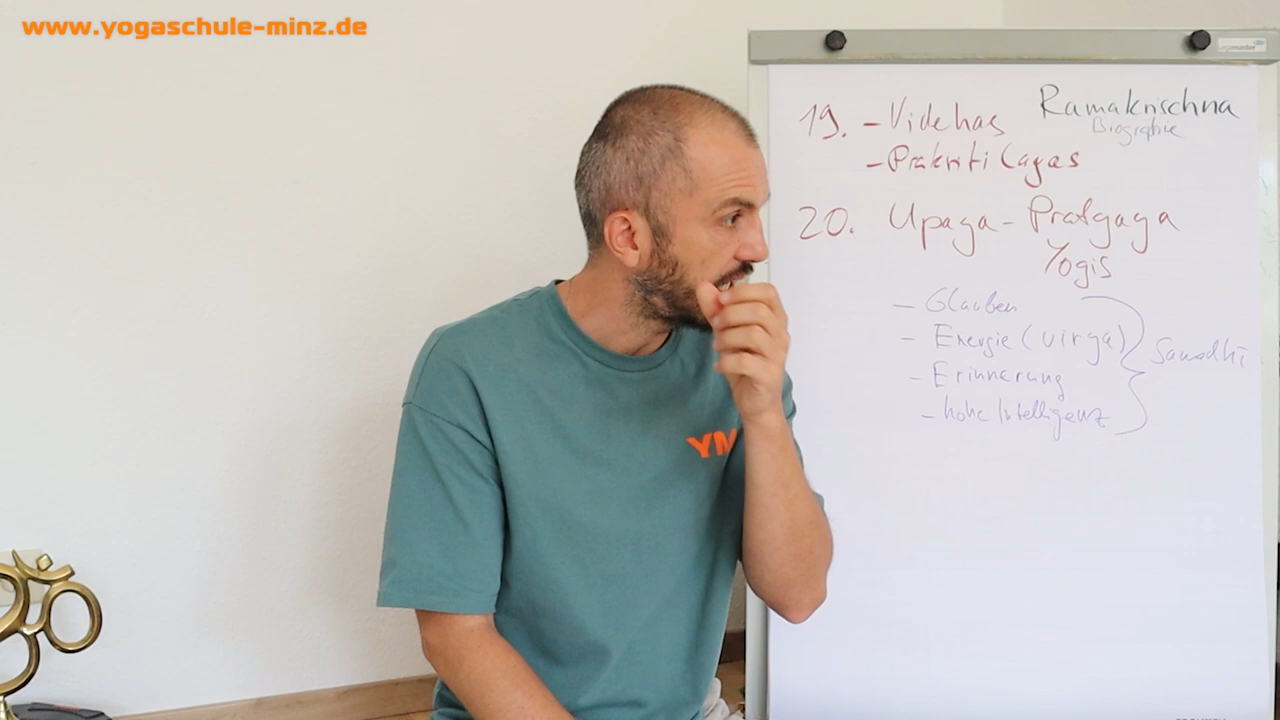 www.yogaschule-minz.de
Ramakrischna
Biographie
19. - Videhas
- Prakriti Layas
20. Upaya - Pratyaya
Yogis
- Glauben
- Energie (virya)
- Erinnerung
- hohe Intelligenz
Samadhi
YM